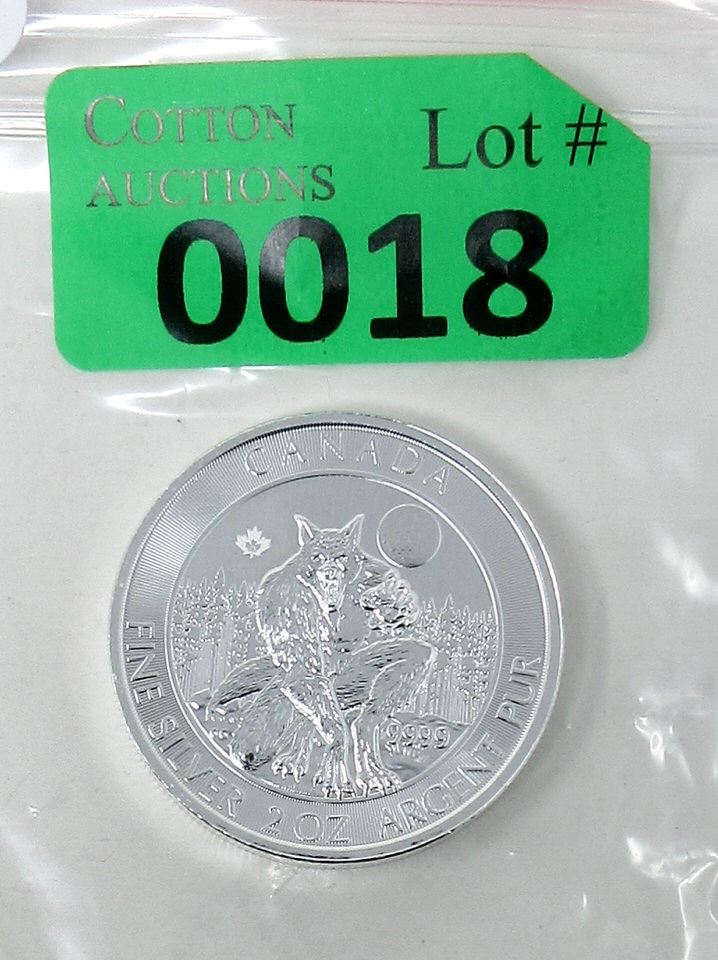 COTTON
AUCTIONS
Lot #
0018
CANADA
9999
FINE SILVER 2 OZ ARGENT PUR